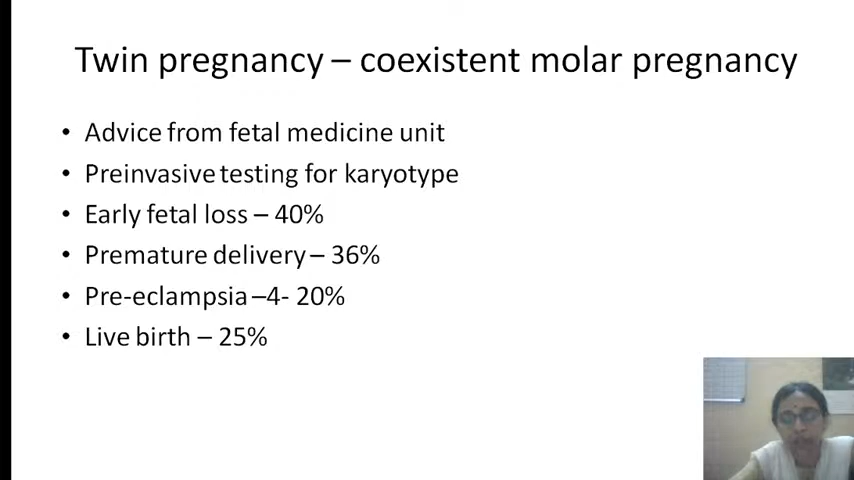 Twin pregnancy – coexistent molar pregnancy
• Advice from fetal medicine unit
• Preinvasive testing for karyotype
• Early fetal loss – 40%
• Premature delivery – 36%
• Pre-eclampsia –4- 20%
• Live birth – 25%